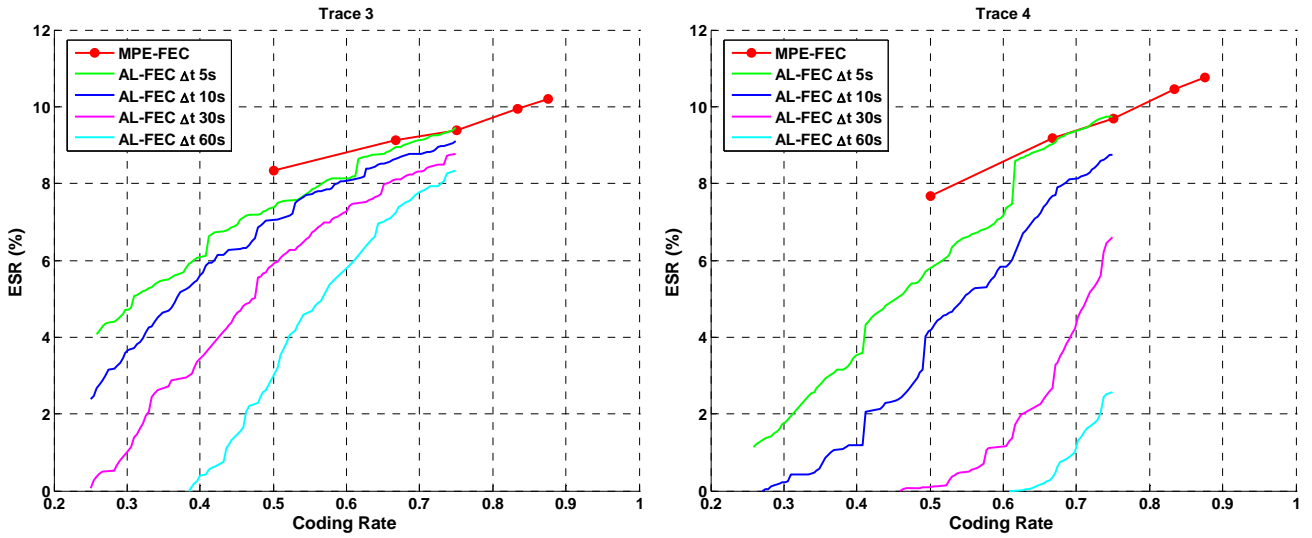 Trace 3
12
10
8
6
4
2
0
ESR (%)
MPE-FEC
AL-FEC Δt 5s
AL-FEC Δt 10s
AL-FEC Δt 30s
AL-FEC Δt 60s
0.2 0.3 0.4 0.5 0.6 0.7 0.8 0.9 1
Coding Rate
Trace 4
12
10
8
6
4
2
0
ESR (%)
MPE-FEC
AL-FEC Δt 5s
AL-FEC Δt 10s
AL-FEC Δt 30s
AL-FEC Δt 60s
0.2 0.3 0.4 0.5 0.6 0.7 0.8 0.9 1
Coding Rate